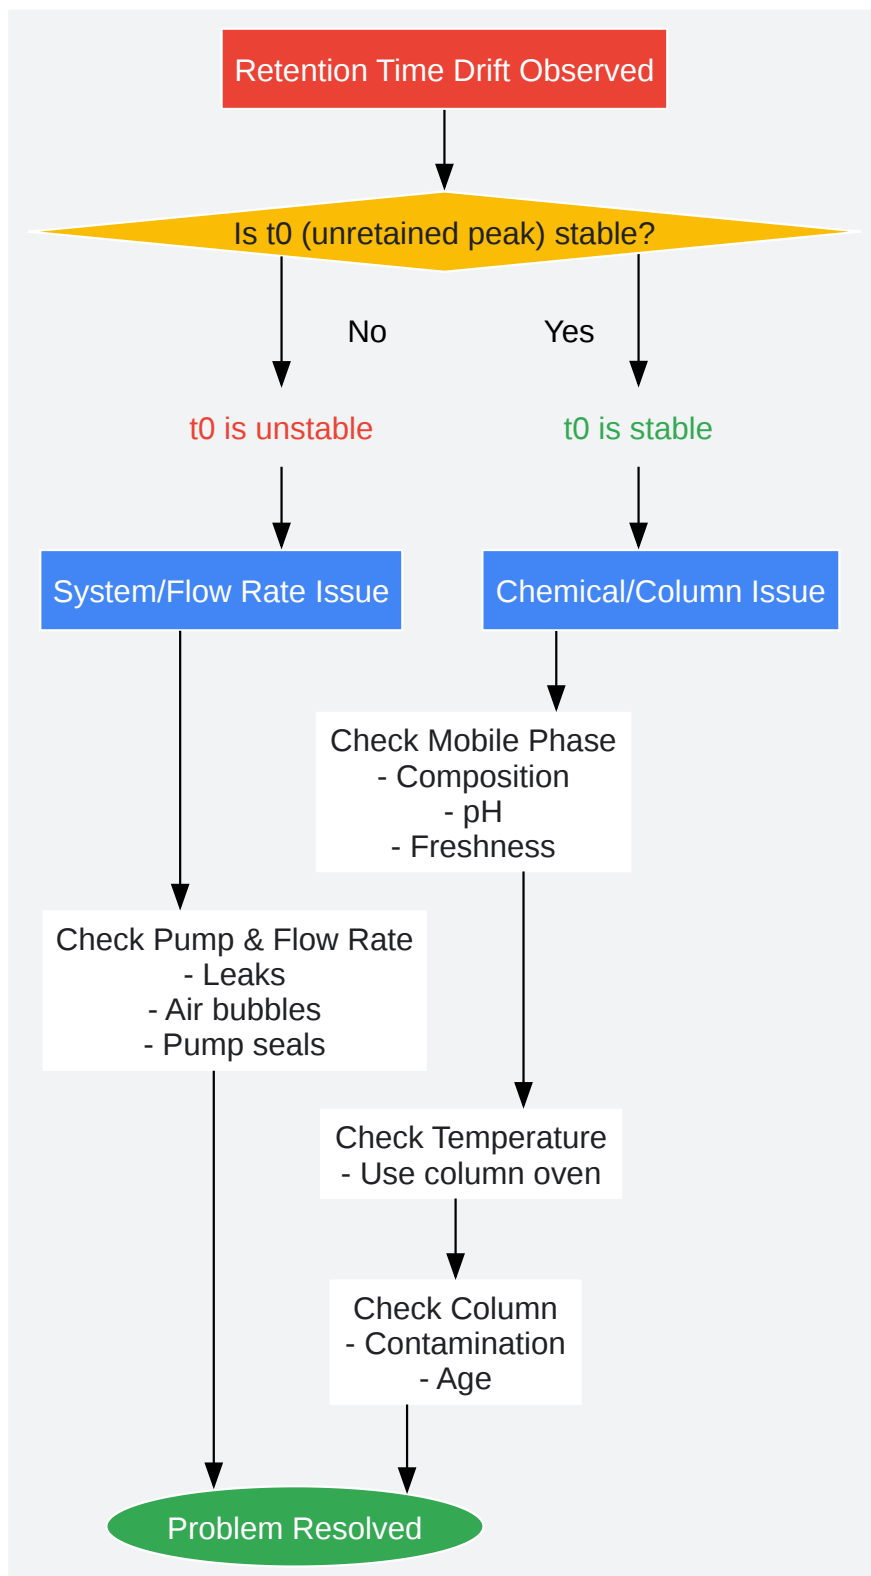 Retention Time Drift Observed
Is t0 (unretained peak) stable?
No
Yes
t0 is unstable
t0 is stable
System/Flow Rate Issue
Chemical/Column Issue
Check Mobile Phase
- Composition
- pH
- Freshness
Check Pump & Flow Rate
- Leaks
- Air bubbles
- Pump seals
Check Temperature
- Use column oven
Check Column
- Contamination
- Age
Problem Resolved